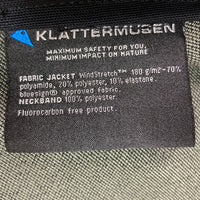 KLÄTTERMUSEN
MAXIMUM SAFETY FOR YOU,
MINIMUM IMPACT ON NATURE
FABRIC JACKET WindStretch™ 180 g/m2-70%
polyamide, 20% polyester, 10% elastane,
bluesign® approved fabric.
NECKBAND 100% polyester.
Fluorocarbon free product.